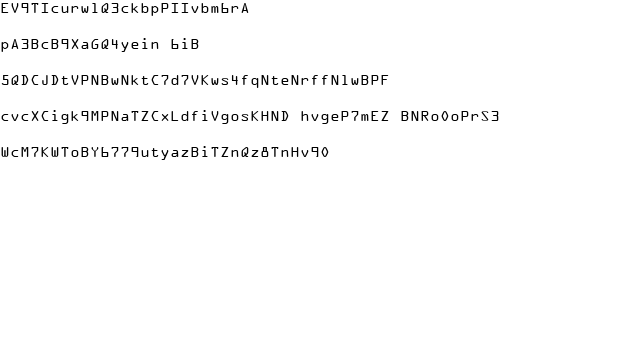 EV9TIcurwlQ3ckbpPIIvbm6rA
pA3BcB9XaGQ4yein 6iB
5QDCJDtVPNBwNktC7d7VKws4fqNteNrffNlwBPF
cvcXCigk9MPNaTZCxLdfiVgosKHND hvgeP7mEZ BNRo0oPrS3
WcM7KWToBY6779utyazBiTZnQz8TnHv90